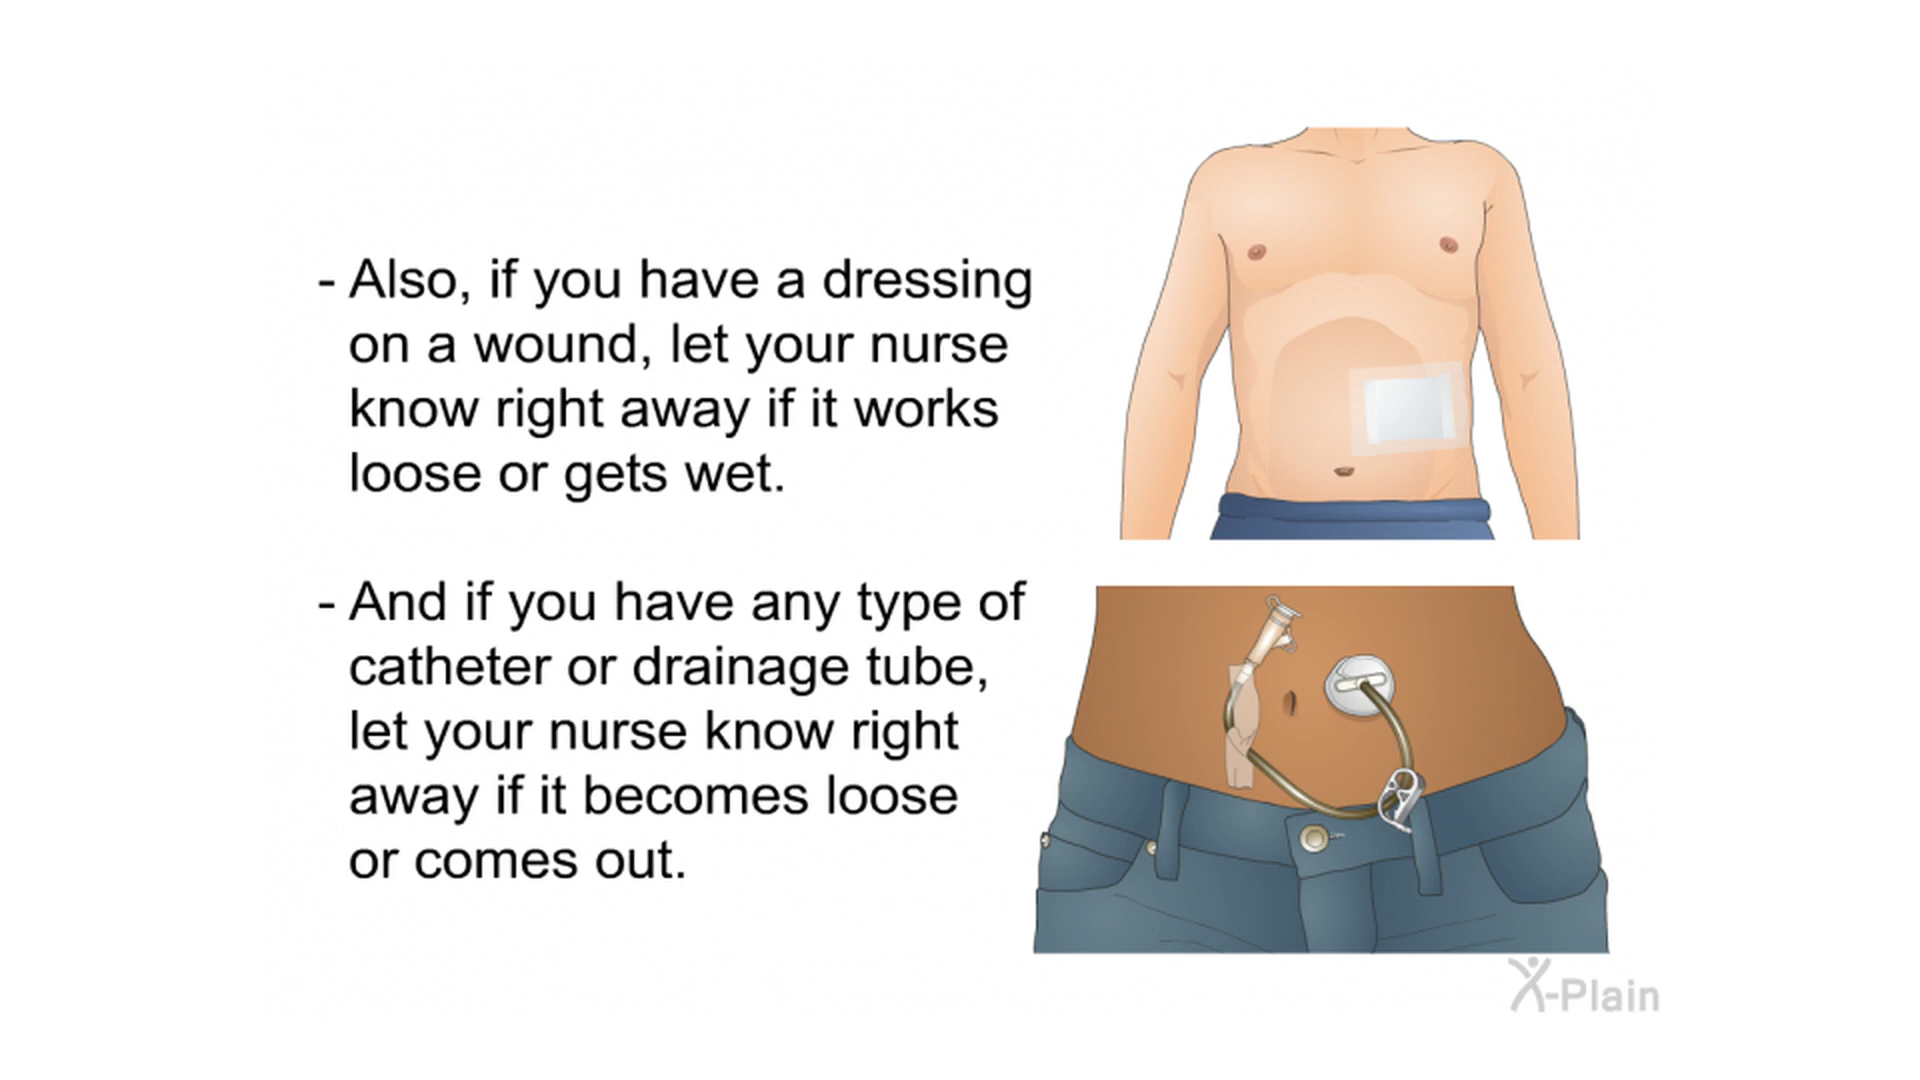 - Also, if you have a dressing
on a wound, let your nurse
know right away if it works
loose or gets wet.
- And if you have any type of
catheter or drainage tube,
let your nurse know right
away if it becomes loose
or comes out.
X-Plain